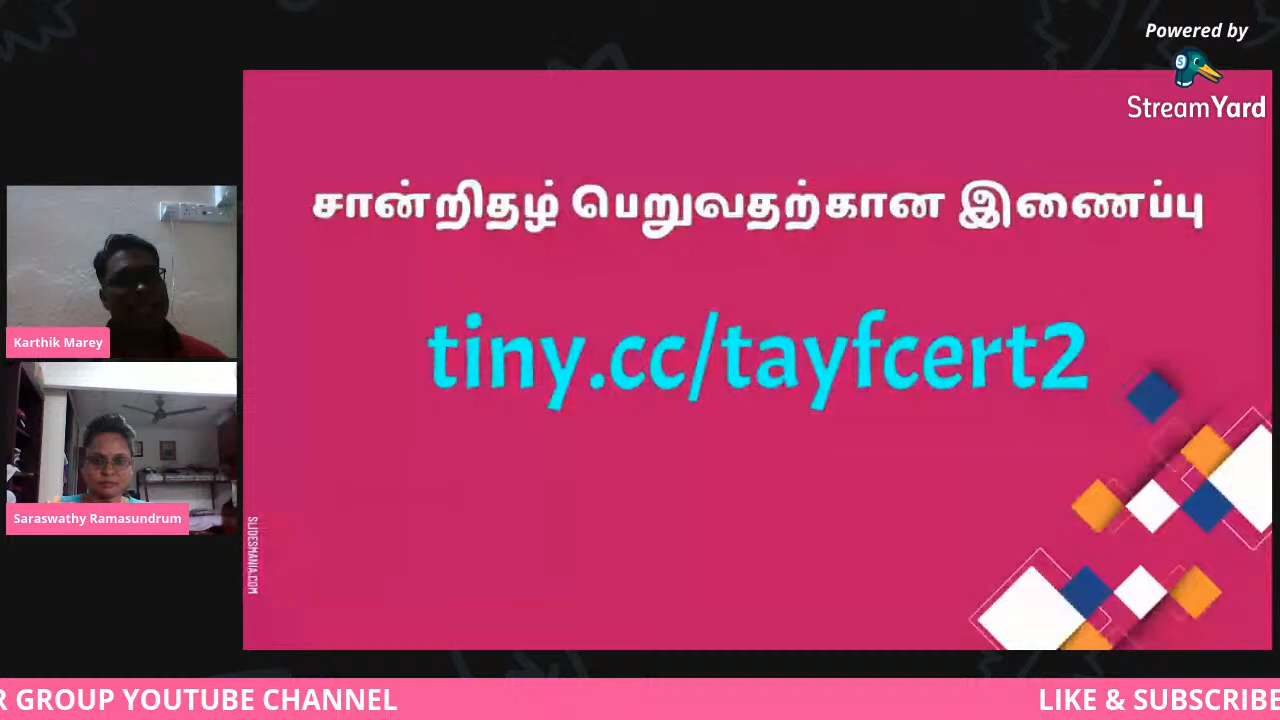 Powered by
StreamYard
சான்றிதழ் பெறுவதற்கான இணைப்பு
tiny.cc/tayfcert2
Karthik Marey
Saraswathy Ramasundrum
SLIDESMANIA.COM
R GROUP YOUTUBE CHANNEL
LIKE & SUBSCRIBE